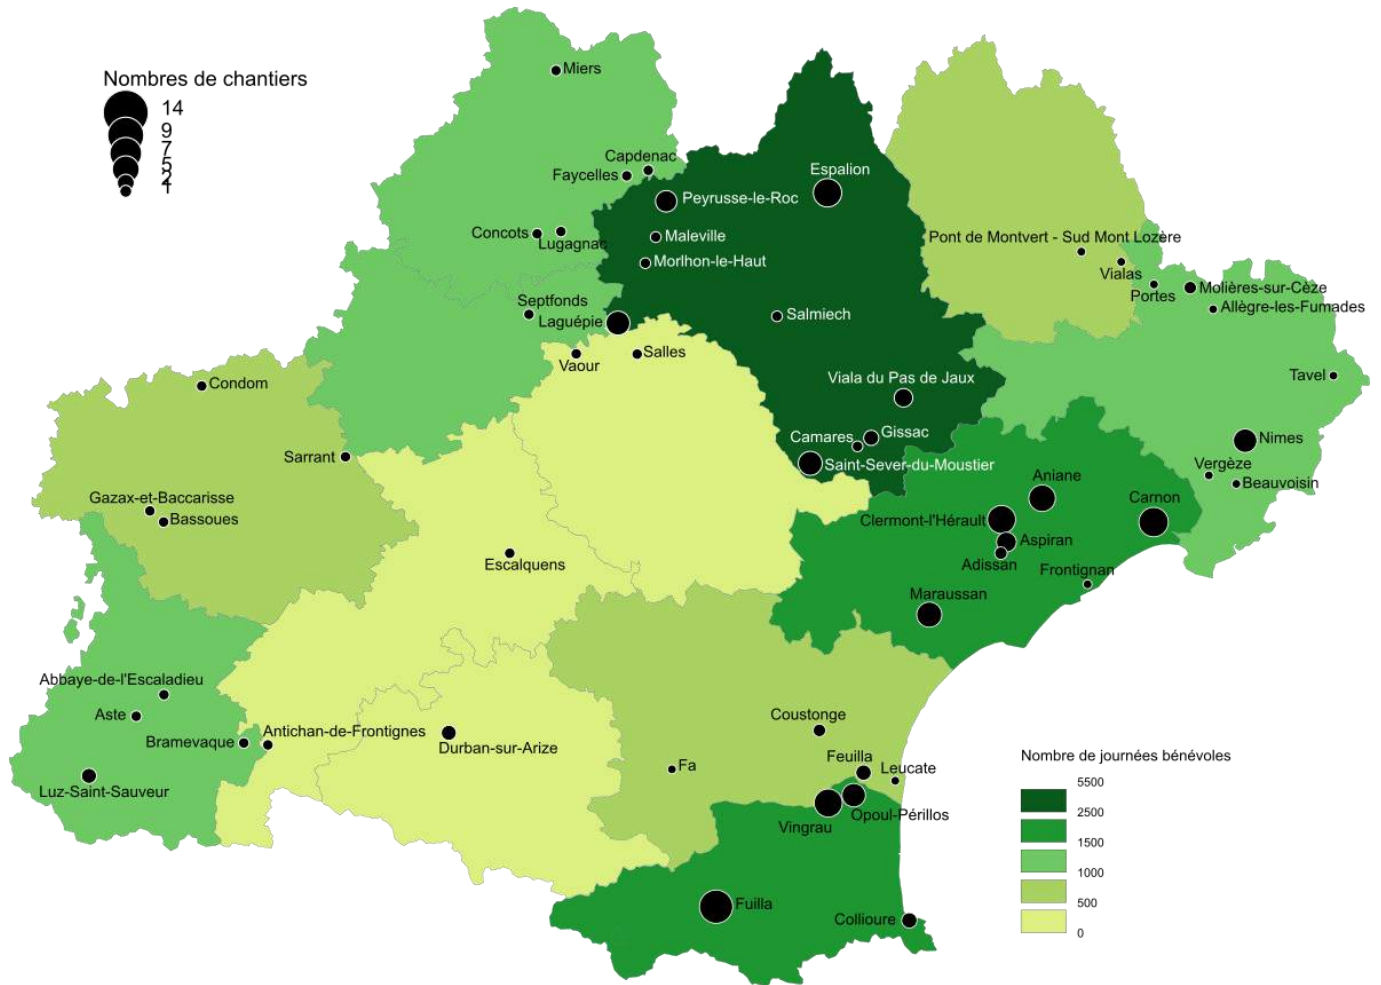 Nombres de chantiers
14
9
7
5
2
1
Miers
Capdenac
Faycelles
Espalion
Peyrusse-le-Roc
Concots
Lugagnac
Maleville
Morlhon-le-Haut
Pont de Montvert - Sud Mont Lozère
Vialas
Portes
Molières-sur-Cèze
Allègre-les-Fumades
Septfonds
Laguépie
Salmiech
Vaour
Salles
Condom
Viala du Pas de Jaux
Tavel
Camares
Gissac
Nimes
Sarrant
Saint-Sever-du-Moustier
Vergèze
Beauvoisin
Aniane
Carnon
Gazax-et-Baccarisse
Bassoues
Clermont-l'Hérault
Aspiran
Adissan
Frontignan
Escalquens
Maraussan
Abbaye-de-l'Escaladieu
Aste
Bramevaque
Antichan-de-Frontignes
Durban-sur-Arize
Coustonge
Luz-Saint-Sauveur
Fa
Feuilla
Leucate
Opoul-Périllos
Vingrau
Fuilla
Collioure
Nombre de journées bénévoles
5500
2500
1500
1000
500
0